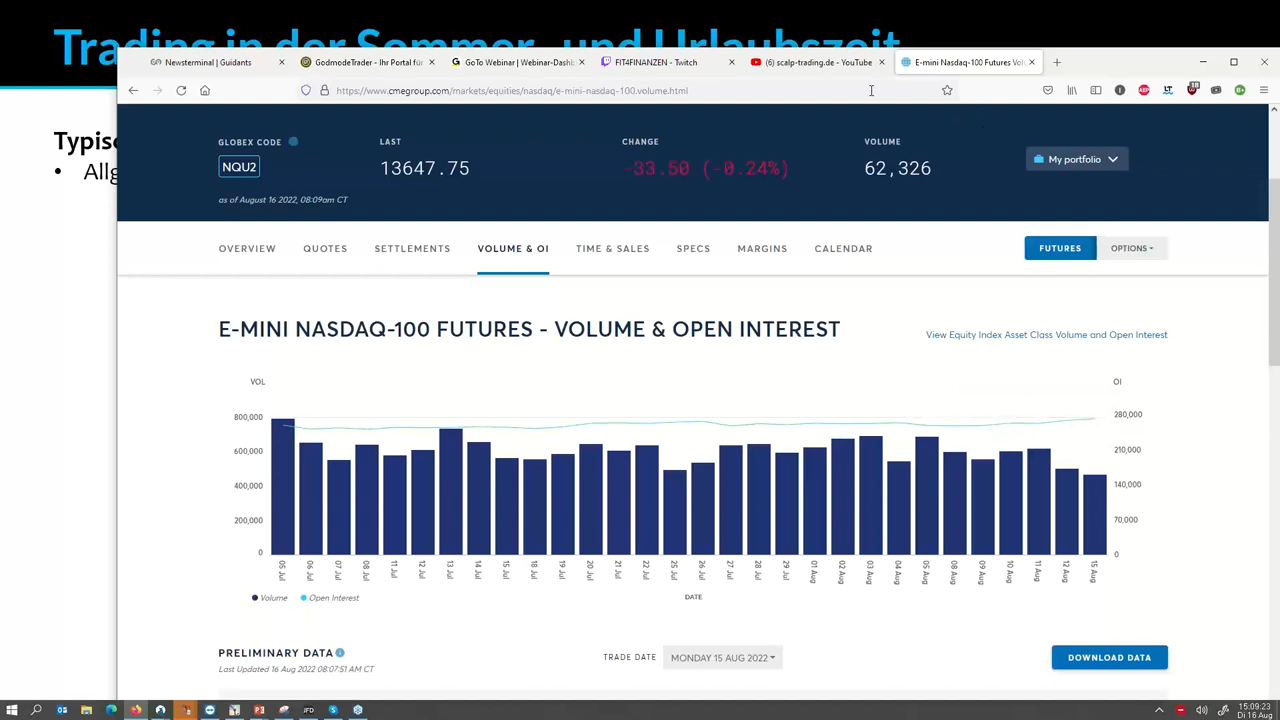 Trading in der Sommer- und Urlaubszeit
Newsterminal | Guidants
GodmodeTrader - Ihr Portal für
GoTo Webinar | Webinar-Dashb
FIT4FINANZEN - Twitch
(6) scalp-trading.de - YouTube
E-mini Nasdaq-100 Futures Vol
https://www.cmegroup.com/markets/equities/nasdaq/e-mini-nasdaq-100.volume.html
18
Typisc
• Allg
GLOBEX CODE
LAST
CHANGE
VOLUME
NQU2
13647.75
-33.50 (-0.24%)
62,326
My portfolio
as of August 16 2022, 08:09am CT
OVERVIEW
QUOTES
SETTLEMENTS
VOLUME & OI
TIME & SALES
SPECS
MARGINS
CALENDAR
FUTURES
OPTIONS
E-MINI NASDAQ-100 FUTURES - VOLUME & OPEN INTEREST
View Equity Index Asset Class Volume and Open Interest
VOL
OI
800,000
600,000
400,000
200,000
0
280,000
210,000
140,000
70,000
0
05 Jul
06 Jul
07 Jul
08 Jul
11 Jul
12 Jul
13 Jul
14 Jul
15 Jul
18 Jul
19 Jul
20 Jul
21 Jul
22 Jul
25 Jul
26 Jul
27 Jul
28 Jul
29 Jul
01 Aug
02 Aug
03 Aug
04 Aug
05 Aug
08 Aug
09 Aug
10 Aug
11 Aug
12 Aug
15 Aug
Volume
Open Interest
DATE
PRELIMINARY DATA
Last Updated 16 Aug 2022 08:07:51 AM CT
TRADE DATE
MONDAY 15 AUG 2022
DOWNLOAD DATA
JFD
15:09:23
Di 16 Aug